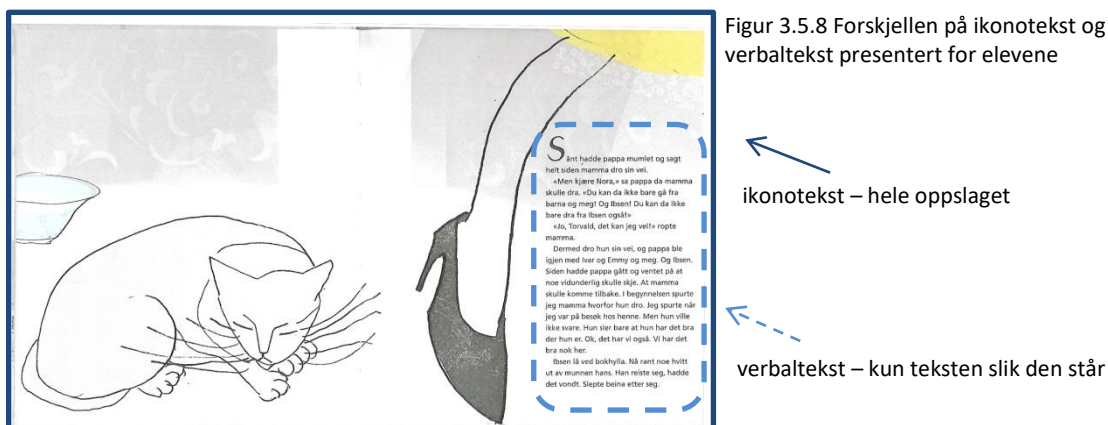 Figur 3.5.8 Forskjellen på ikonotekst og
verbaltekst presentert for elevene
Sånt hadde pappa mumlet og sagt
helt siden mamma dro sin vei.
«Men kjære Nora,» sa pappa da mamma
skulle dra. «Du kan da ikke bare gå fra
barna og meg! Og Ibsen! Du kan da ikke
bare dra fra Ibsen også!»
«Jo, Torvald, det kan jeg vel!» ropte
mamma.
Dermed dro hun sin vei, og pappa ble
igjen med Ivar og Emmy og meg. Og Ibsen.
Siden hadde pappa gått og ventet på at
noe vidunderlig skulle skje. At mamma
skulle komme tilbake. I begynnelsen spurte
jeg mamma hvorfor hun dro. Jeg spurte når
jeg var på besøk hos henne. Men hun ville
ikke svare. Hun sier bare at hun har det bra
der hun er. Ok, det har vi også. Vi har det
bra nok her.
Ibsen lå ved bokhylla. Nå rant noe hvitt
ut av munnen hans. Han reiste seg, hadde
det vondt. Slepte beina etter seg.
ikonotekst – hele oppslaget
verbaltekst – kun teksten slik den står